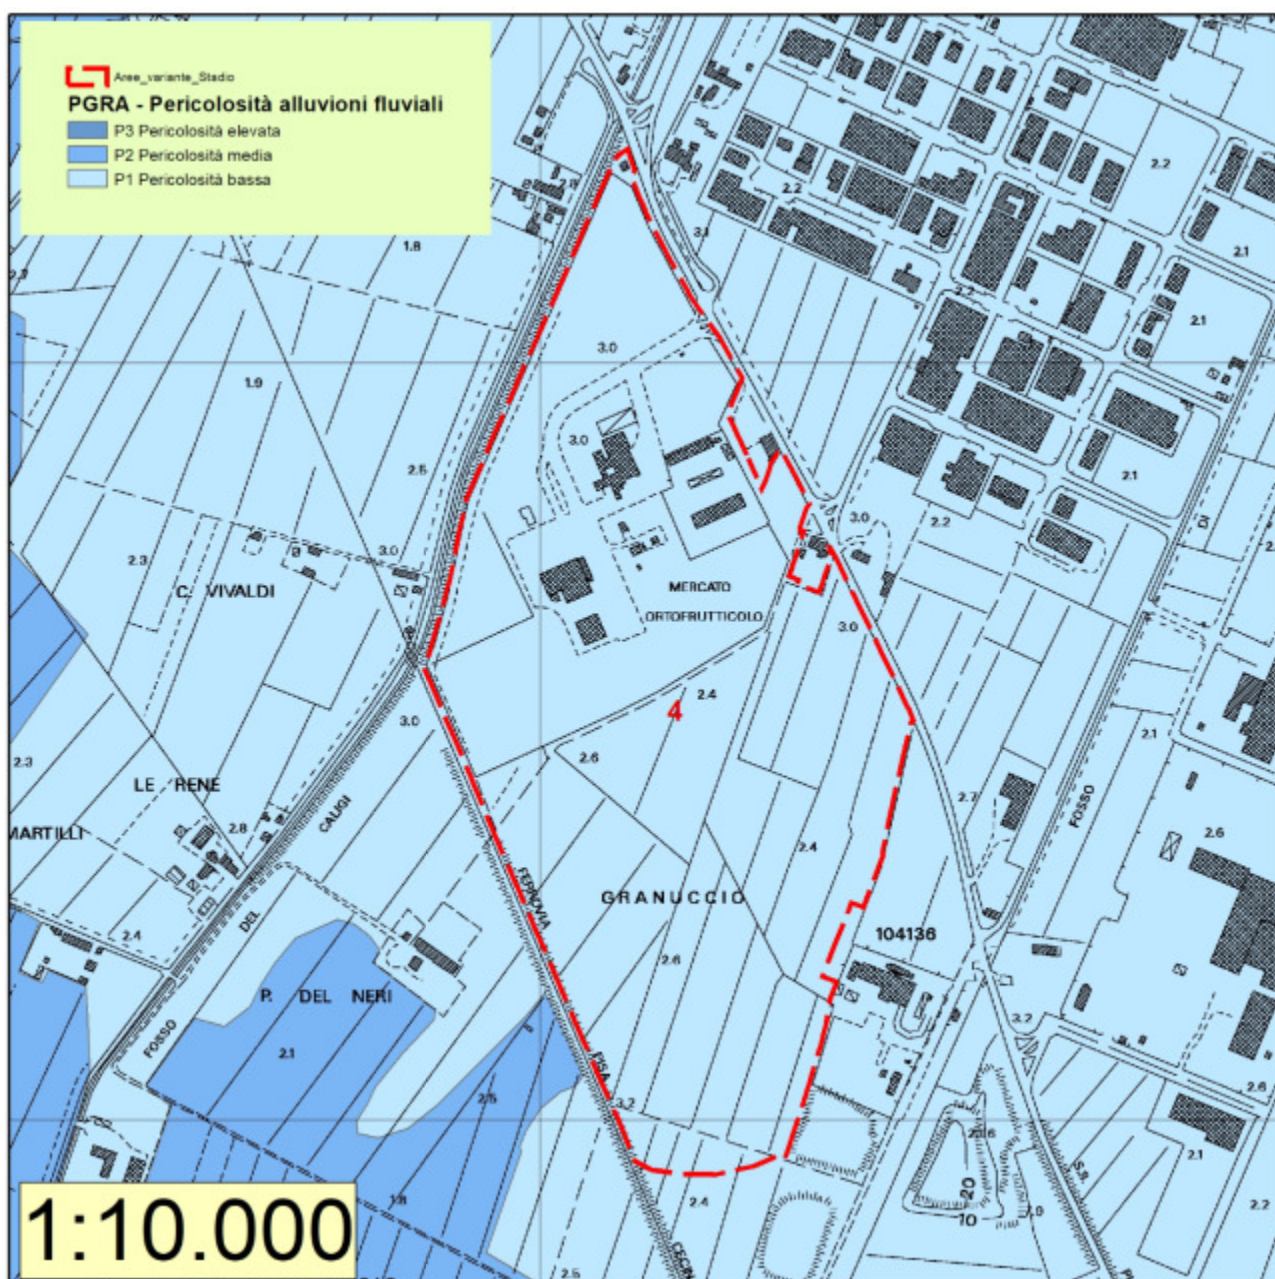 Aree_variante_Stadio
PGRA - Pericolosità alluvioni fluviali
P3 Pericolosità elevata
P2 Pericolosità media
P1 Pericolosità bassa
2.2
2.2
3.1
2.1
1.8
2.1
3.0
1.9
3.0
2.5
2.1
3.0
2.2
3.0
2.3
DI
C. VIVALDI
MERCATO
ORTOFRUTTICOLO
3.0
2.4
4
3.0
2.1
2.6
2.3
LE RENE
2.7
FOSSO
CALIGI
2.8
MARTILLI
2.6
2.4
FERROVIA
GRANUCCIO
DEL
2.4
104136
2.6
P. DEL NERI
FOSSO
3.2
2.1
PISA
2.5
3.2
2.6
2.1
S.R.
1.8
20
10
2.4
2.2
1:10.000
CECINA
2.5